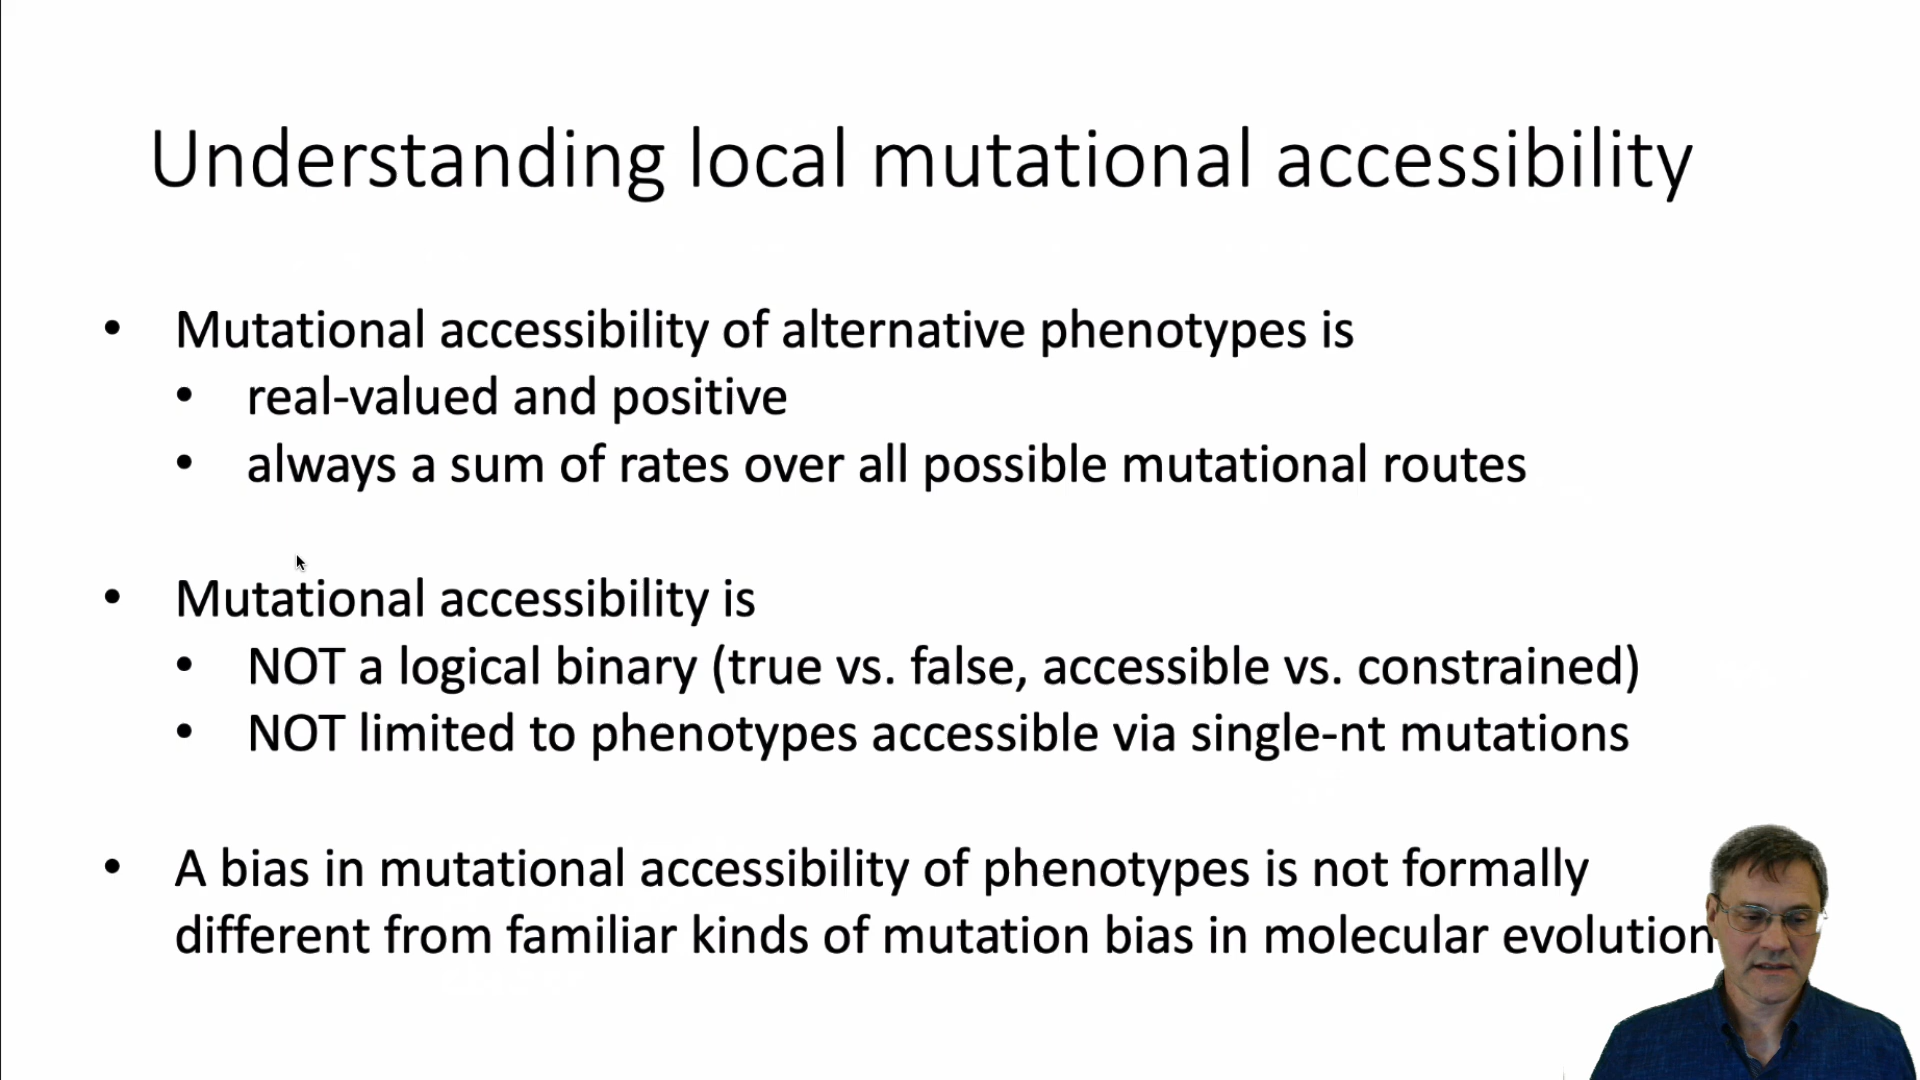 Understanding local mutational accessibility
• Mutational accessibility of alternative phenotypes is
• real-valued and positive
• always a sum of rates over all possible mutational routes
• Mutational accessibility is
• NOT a logical binary (true vs. false, accessible vs. constrained)
• NOT limited to phenotypes accessible via single-nt mutations
• A bias in mutational accessibility of phenotypes is not formally
different from familiar kinds of mutation bias in molecular evolution